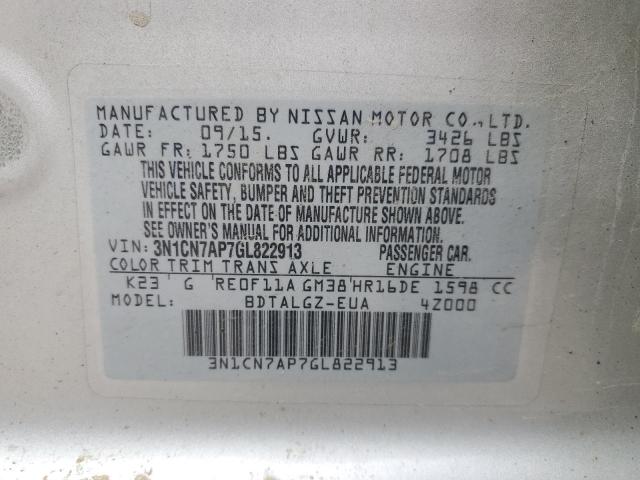 MANUFACTURED BY NISSAN MOTOR CO., LTD.
DATE: 09/15. GVWR: 3426 LBS
GAWR FR: 1750 LBS GAWR RR: 1708 LBS
THIS VEHICLE CONFORMS TO ALL APPLICABLE FEDERAL MOTOR
VEHICLE SAFETY, BUMPER AND THEFT PREVENTION STANDARDS
IN EFFECT ON THE DATE OF MANUFACTURE SHOWN ABOVE.
SEE OWNER'S MANUAL FOR ADDITIONAL INFORMATION.
VIN: 3N1CN7AP7GL822913 PASSENGER CAR.
COLOR TRIM TRANS AXLE ENGINE
K23 G RE0F11A GM38 HR16DE 1598 CC
MODEL: BDTALGZ-EUA 4Z000
3N1CN7AP7GL822913